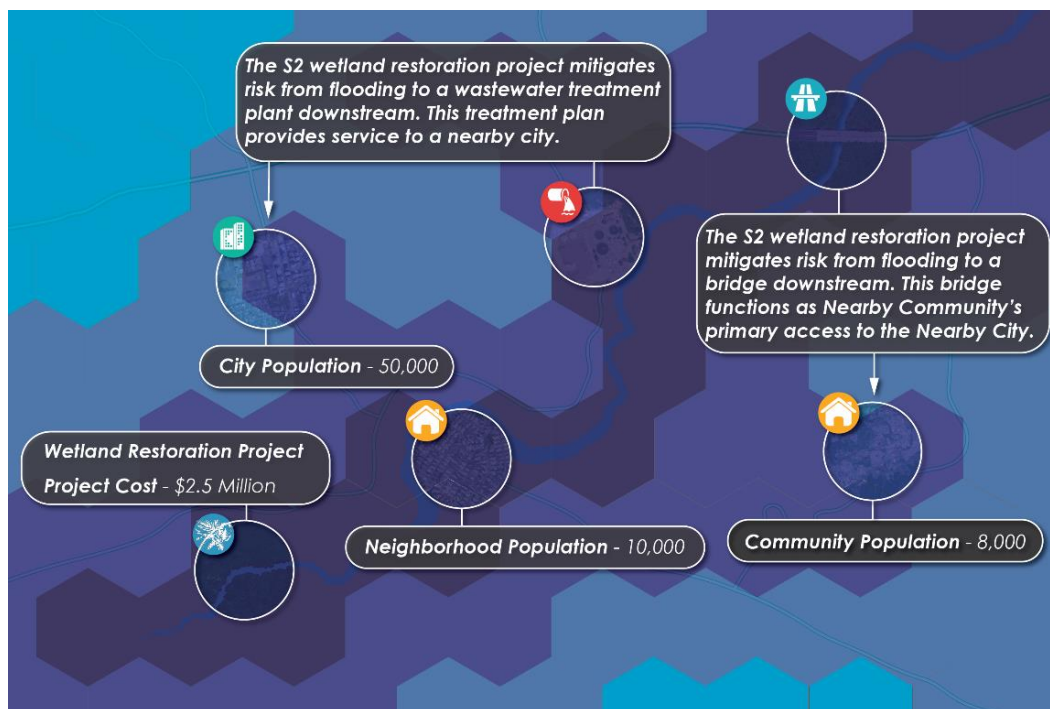 The S2 wetland restoration project mitigates
risk from flooding to a wastewater treatment
plant downstream. This treatment plan
provides service to a nearby city.
The S2 wetland restoration project
mitigates risk from flooding to a
bridge downstream. This bridge
functions as Nearby Community's
primary access to the Nearby City.
City Population - 50,000
Wetland Restoration Project
Project Cost - $2.5 Million
Neighborhood Population - 10,000
Community Population - 8,000